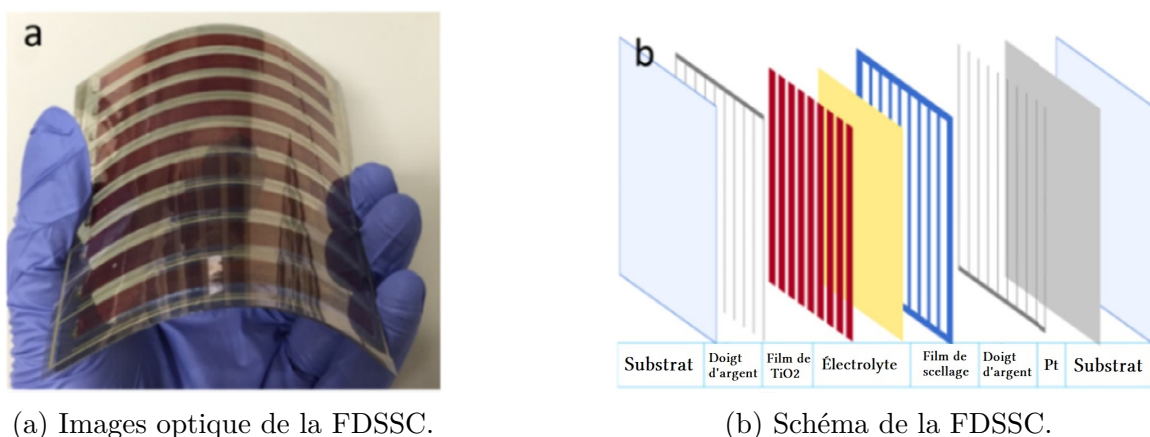 a
b
Substrat
Doigt
d'argent
Film de
TiO2
Électrolyte
Film de
scellage
Doigt
d'argent
Pt
Substrat
(a) Images optique de la FDSSC.
(b) Schéma de la FDSSC.